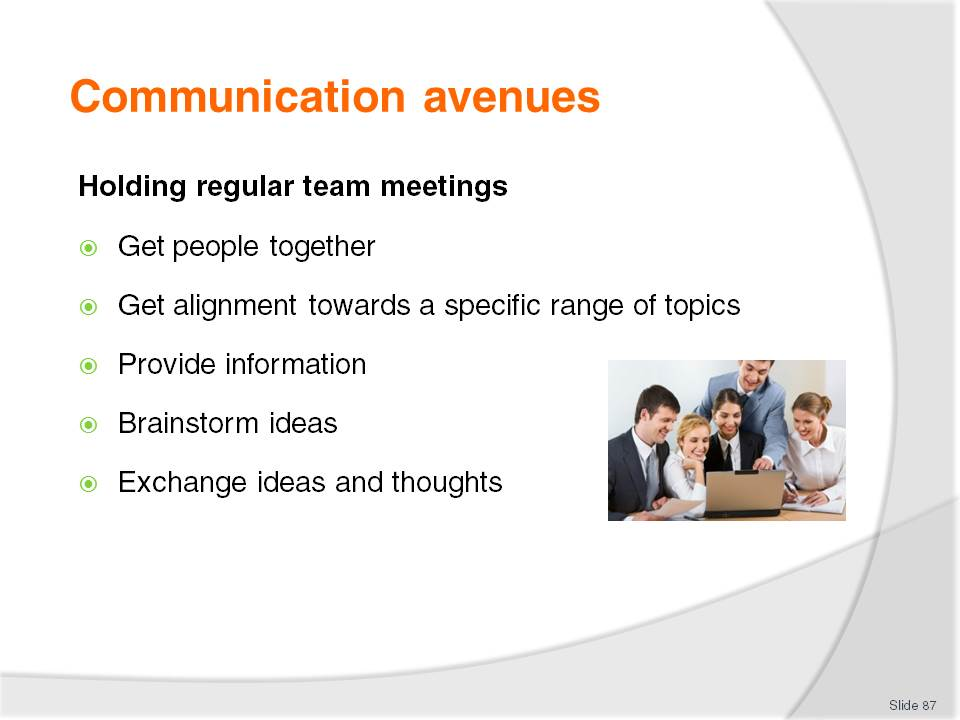 Communication avenues
Holding regular team meetings
Get people together
Get alignment towards a specific range of topics
Provide information
Brainstorm ideas
Exchange ideas and thoughts
Slide 87